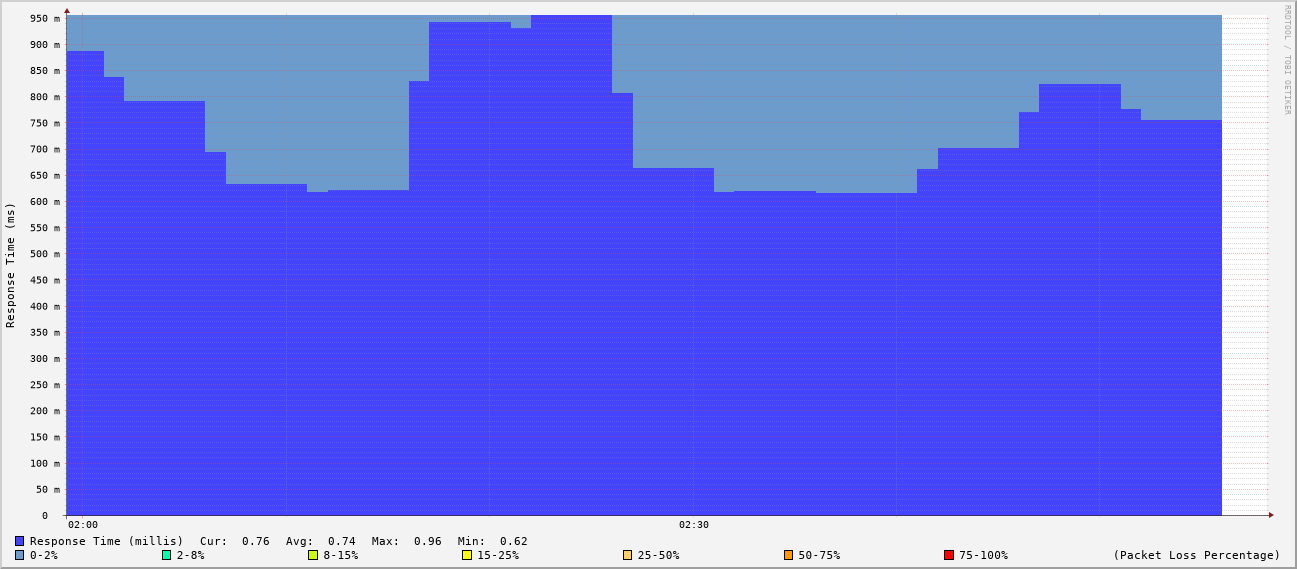 RRDTOOL / TOBI OETIKER
Response Time (ms)
950 m
900 m
850 m
800 m
750 m
700 m
650 m
600 m
550 m
500 m
450 m
400 m
350 m
300 m
250 m
200 m
150 m
100 m
50 m
0
02:00 02:30
Response Time (millis) Cur: 0.76 Avg: 0.74 Max: 0.96 Min: 0.62
0-2% 2-8% 8-15% 15-25% 25-50% 50-75% 75-100% (Packet Loss Percentage)